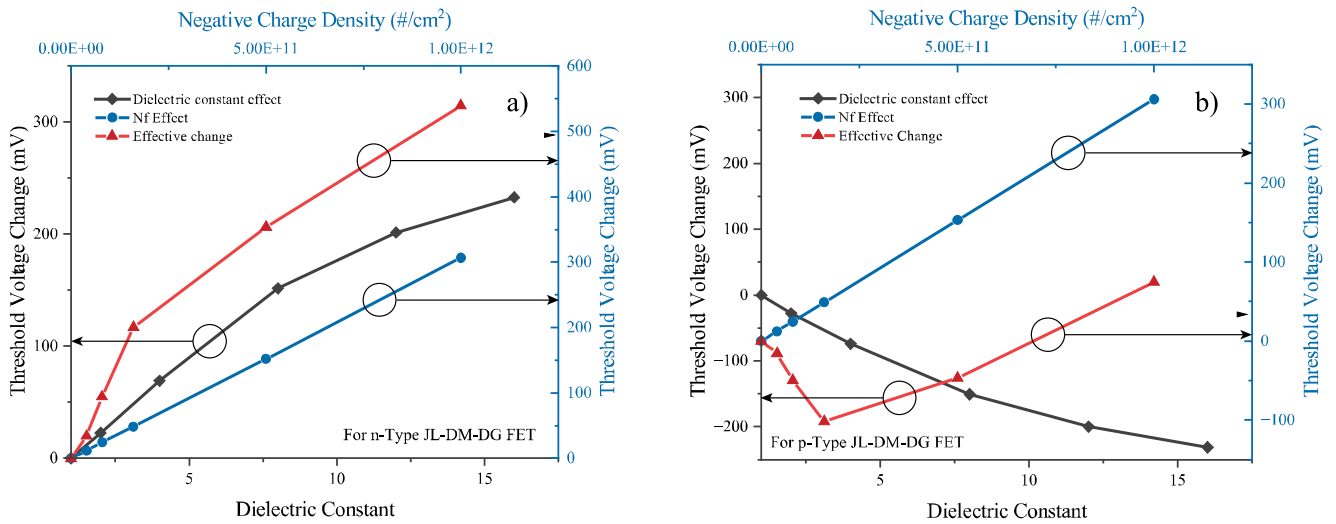 Negative Charge Density (#/cm²)
0.00E+00 5.00E+11 1.00E+12
a)
Dielectric constant effect
Nf Effect
Effective change
Threshold Voltage Change (mV)
300
200
100
0
600
500
400
300
200
100
0
Threshold Voltage Change (mV)
For n-Type JL-DM-DG FET
5 10 15
Dielectric Constant
Negative Charge Density (#/cm²)
0.00E+00 5.00E+11 1.00E+12
b)
Dielectric constant effect
Nf Effect
Effective Change
Threshold Voltage Change (mV)
300
200
100
0
−100
−200
300
200
100
0
−100
Threshold Voltage Change (mV)
For p-Type JL-DM-DG FET
5 10 15
Dielectric Constant